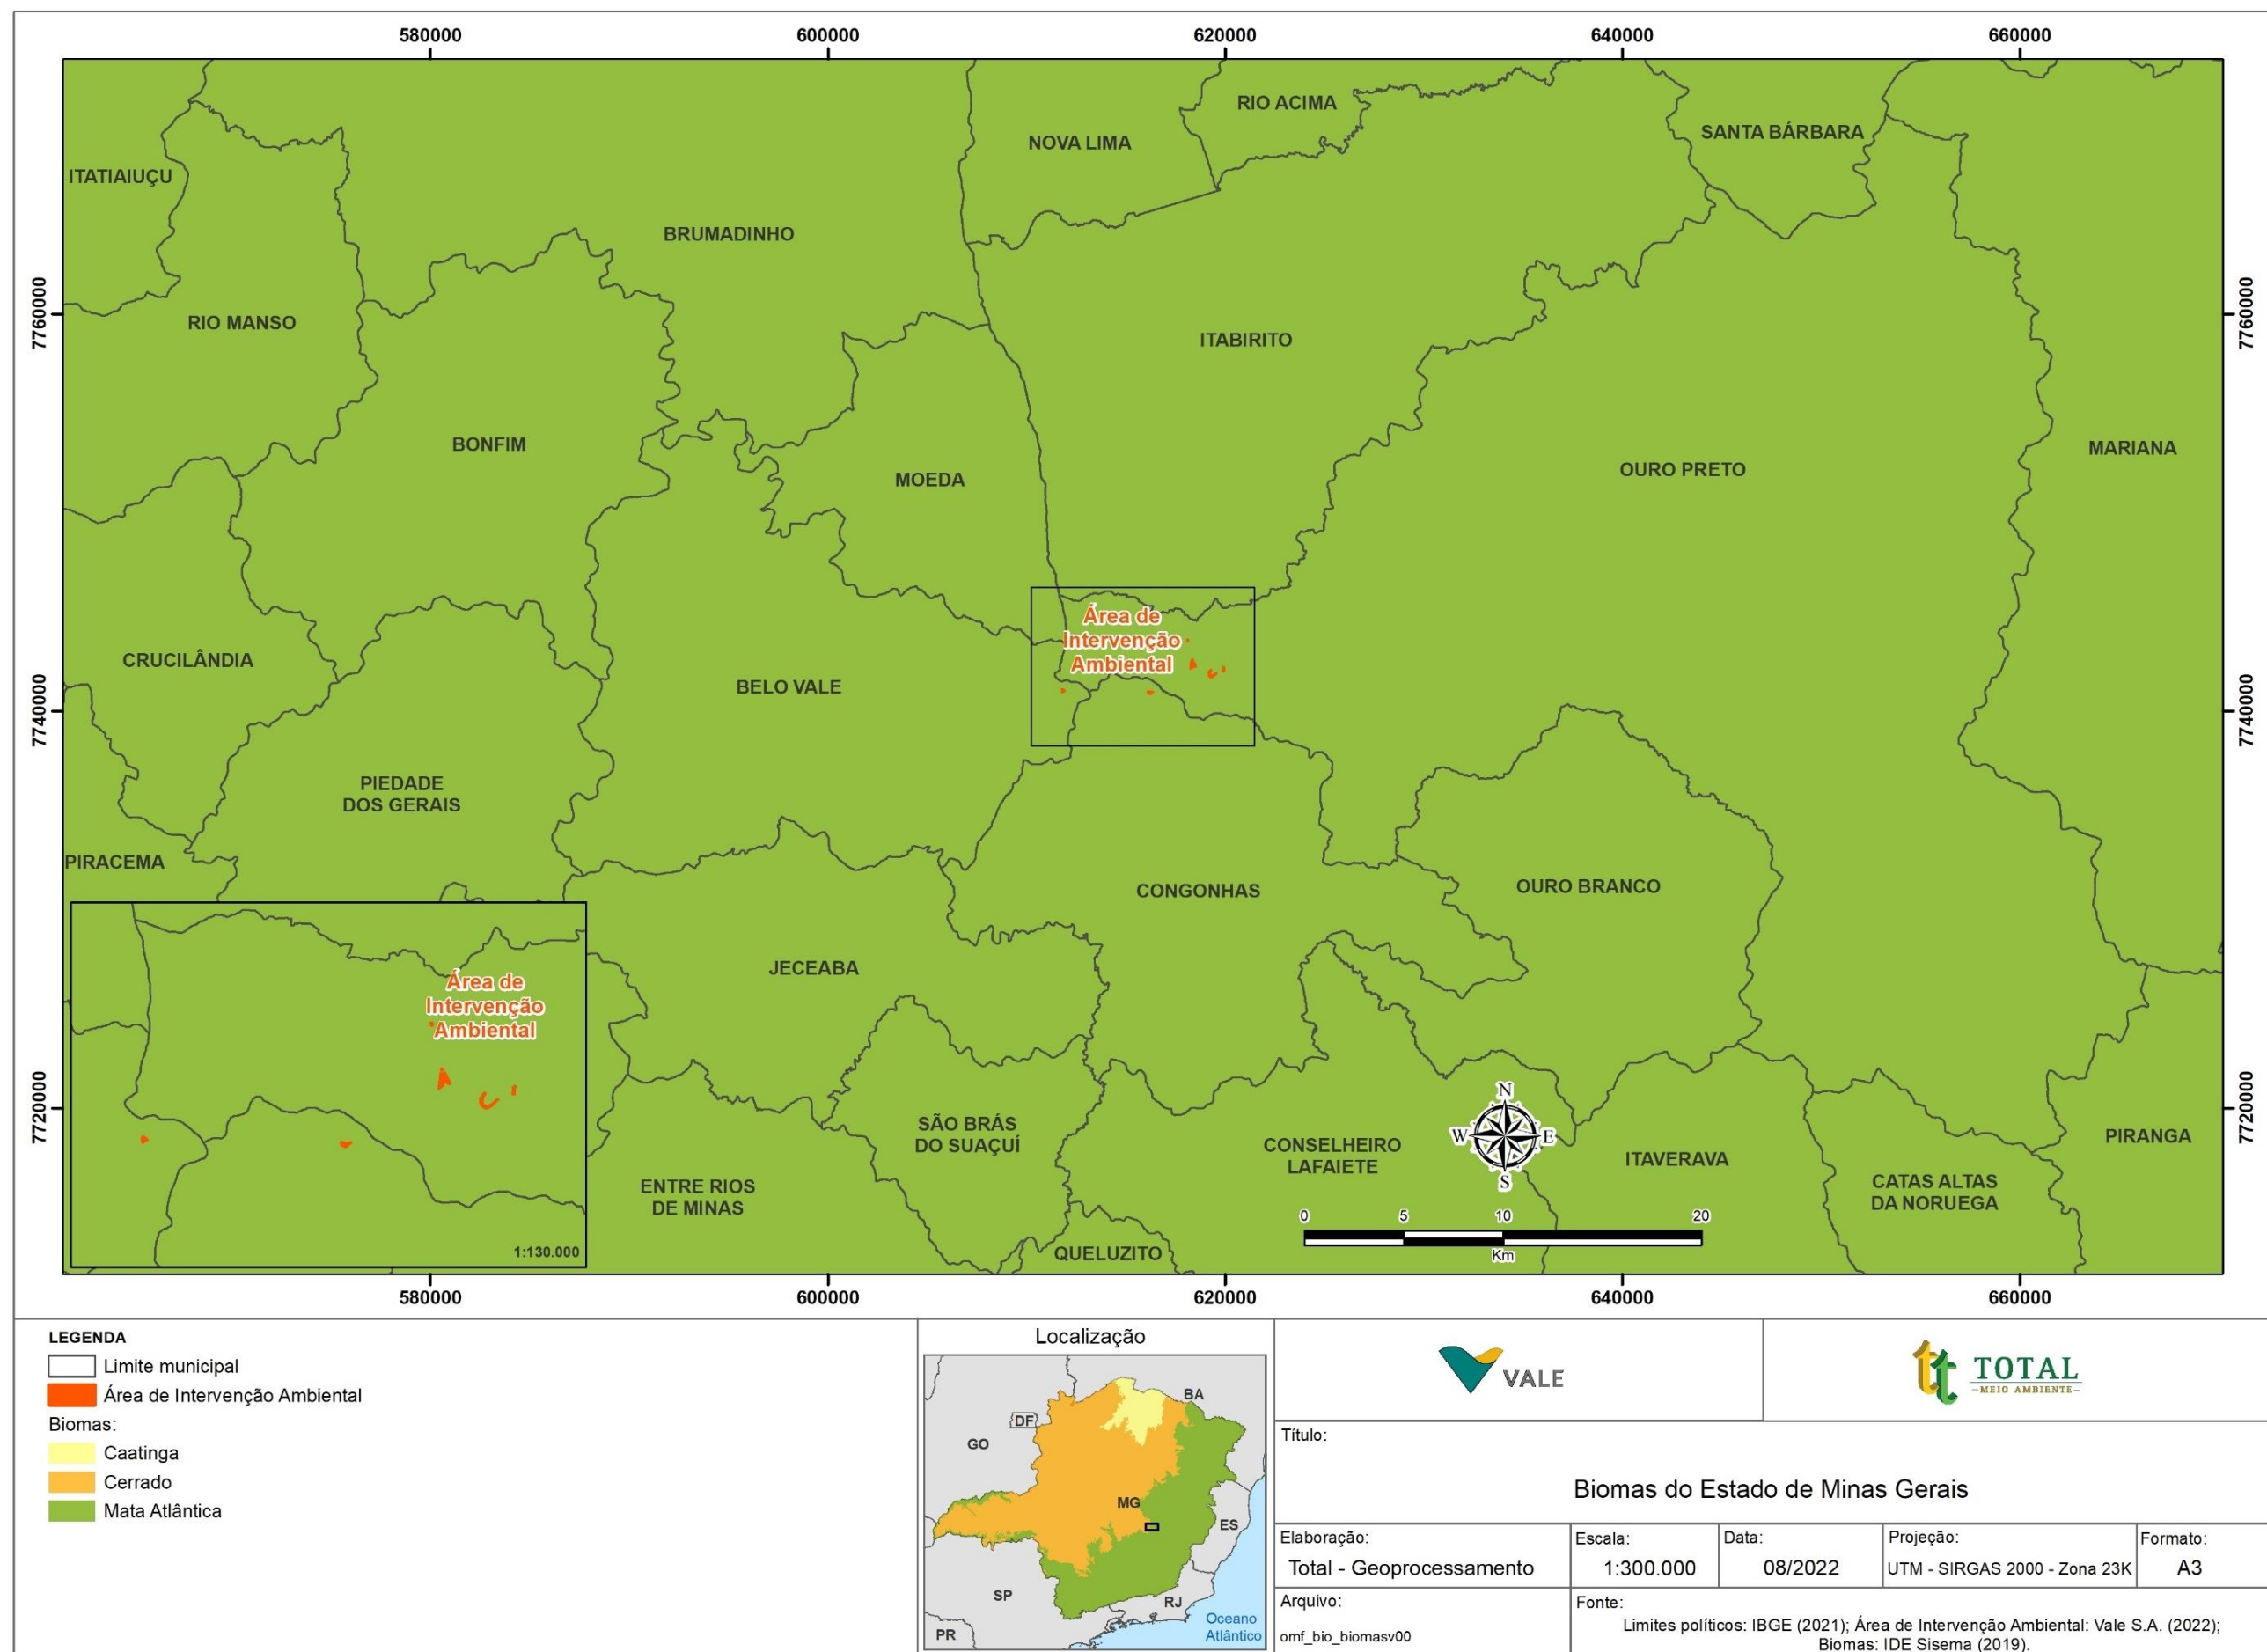 580000
600000
620000
640000
660000
7760000
7760000
7740000
7740000
7720000
7720000
RIO ACIMA
NOVA LIMA
SANTA BÁRBARA
ITATIAIUÇU
BRUMADINHO
RIO MANSO
ITABIRITO
BONFIM
MARIANA
OURO PRETO
MOEDA
Área de
Intervenção
Ambiental
CRUCILÂNDIA
BELO VALE
PIEDADE
DOS GERAIS
PIRACEMA
OURO BRANCO
CONGONHAS
JECEABA
Área de
Intervenção
Ambiental
1:130.000
SÃO BRÁS
DO SUAÇUÍ
CONSELHEIRO
LAFAIETE
N
W
E
S
ITAVERAVA
PIRANGA
ENTRE RIOS
DE MINAS
CATAS ALTAS
DA NORUEGA
QUELUZITO
0 5 10 20
Km
580000
600000
620000
640000
660000
LEGENDA
Limite municipal
Área de Intervenção Ambiental
Biomas:
Caatinga
Cerrado
Mata Atlântica
Localização
BA
DF
GO
MG
ES
SP
RJ
PR
Oceano
Atlântico
VALE
TOTAL
MEIO AMBIENTE
Título:
Biomas do Estado de Minas Gerais
Elaboração:
Total - Geoprocessamento
Escala:
1:300.000
Data:
08/2022
Projeção:
UTM - SIRGAS 2000 - Zona 23K
Formato:
A3
Arquivo:
omf_bio_biomasv00
Fonte:
Limites políticos: IBGE (2021); Área de Intervenção Ambiental: Vale S.A. (2022);
Biomas: IDE Sisema (2019).